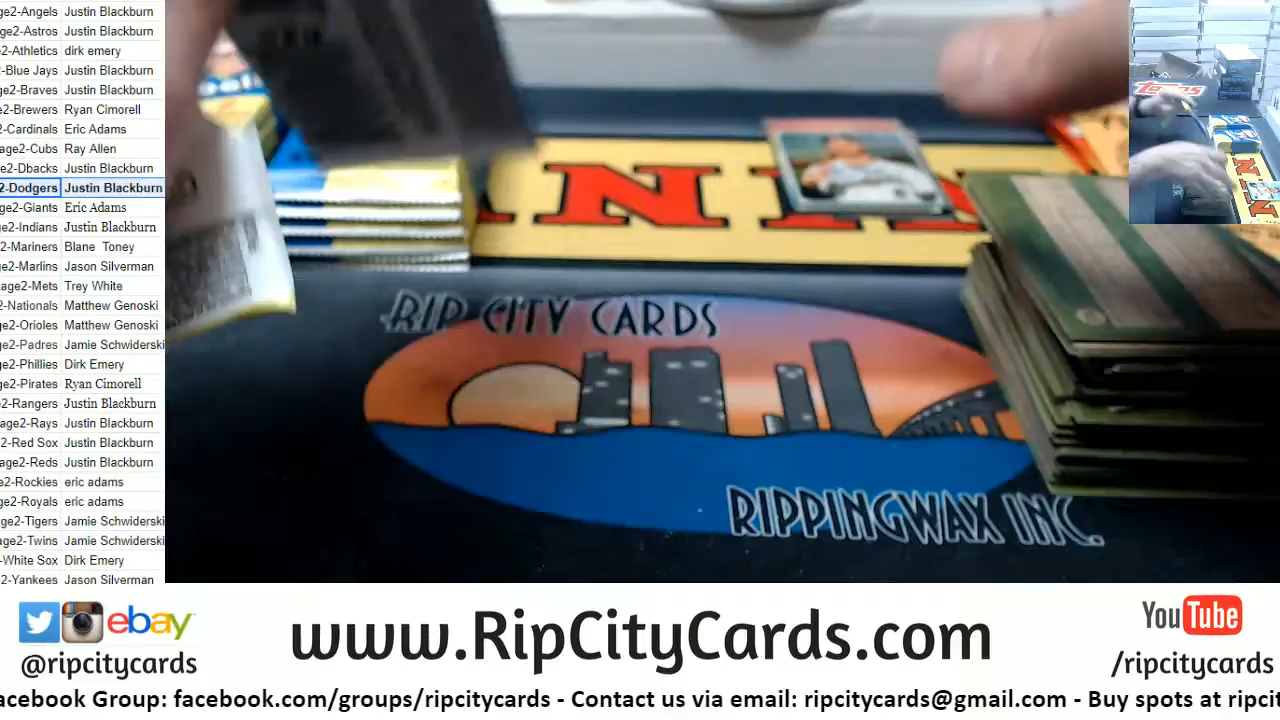 ge2-Angels Justin Blackburn
ge2-Astros Justin Blackburn
e2-Athletics dirk emery
2-Blue Jays Justin Blackburn
ge2-Braves Justin Blackburn
e2-Brewers Ryan Cimorell
2-Cardinals Eric Adams
age2-Cubs Ray Allen
e2-Dbacks Justin Blackburn
2-Dodgers Justin Blackburn
ge2-Giants Eric Adams
ge2-Indians Justin Blackburn
e2-Mariners Blane Toney
ge2-Marlins Jason Silverman
age2-Mets Trey White
2-Nationals Matthew Genoski
e2-Orioles Matthew Genoski
ge2-Padres Jamie Schwiderski
ge2-Phillies Dirk Emery
ge2-Pirates Ryan Cimorell
e2-Rangers Justin Blackburn
age2-Rays Justin Blackburn
e2-Red Sox Justin Blackburn
age2-Reds Justin Blackburn
e2-Rockies eric adams
ge2-Royals eric adams
ge2-Tigers Jamie Schwiderski
ge2-Twins Jamie Schwiderski
-White Sox Dirk Emery
2-Yankees Jason Silverman
Topps
RIP CITY CARDS
RIPPINGWAX INC.
ebay
@ripcitycards
www.RipCityCards.com
YouTube
/ripcitycards
acebook Group: facebook.com/groups/ripcitycards - Contact us via email: ripcitycards@gmail.com - Buy spots at ripcit